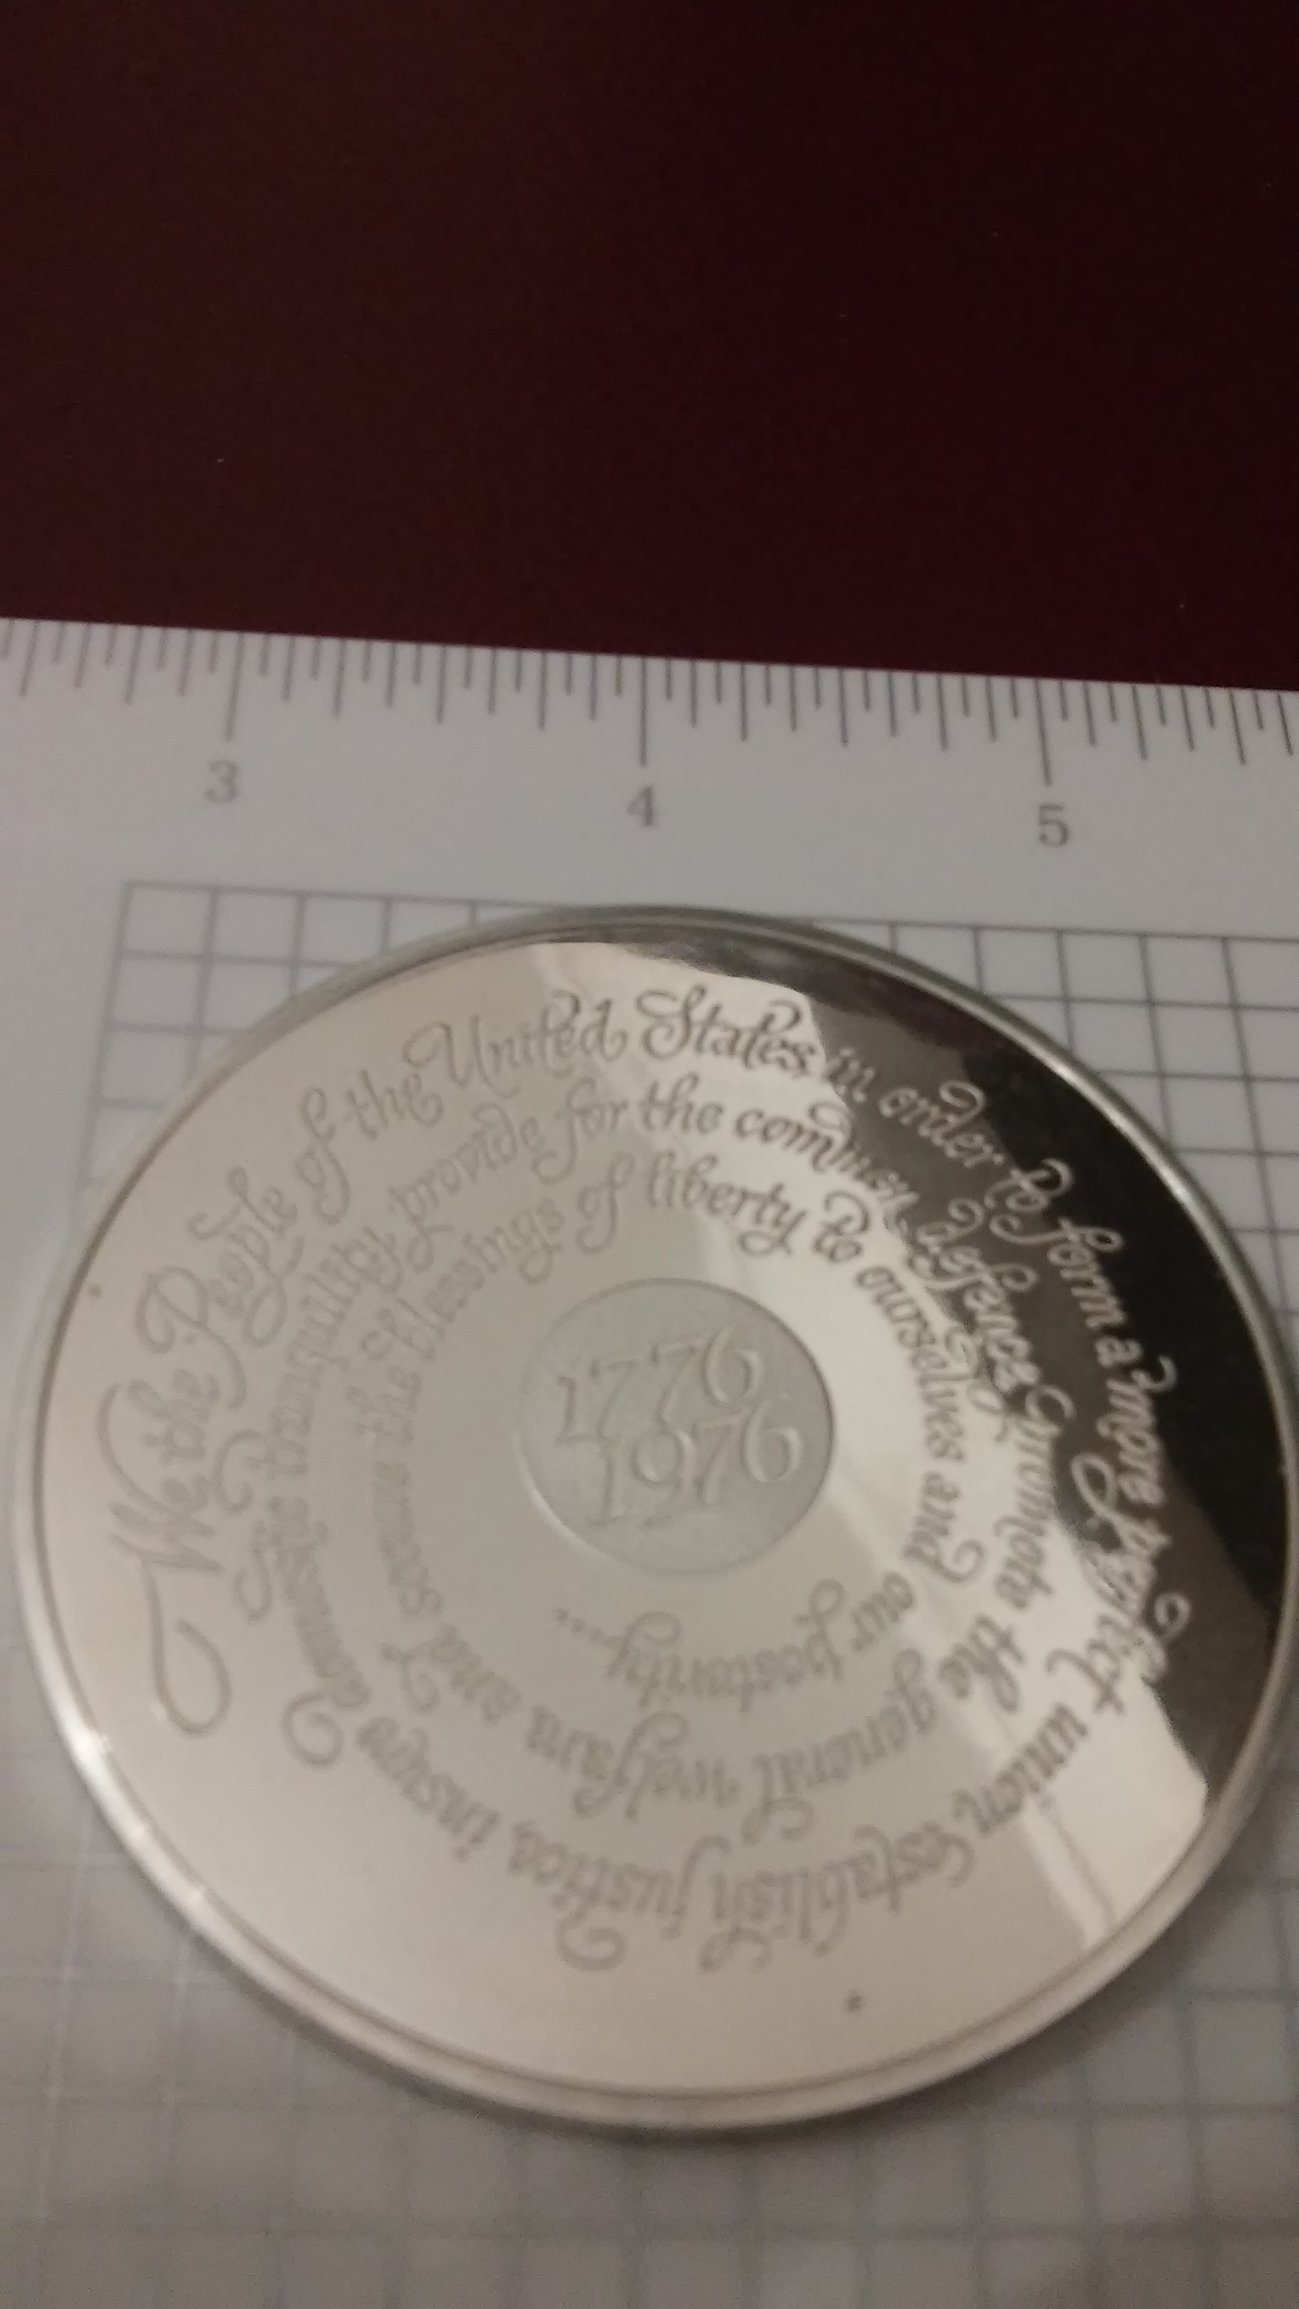 3 4 5
We the People of the United States in order to form a more perfect union establish justice, insure domestic tranquility provide for the common defence promote the general welfare and secure the blessings of liberty to ourselves and our posterity...
1776
1976